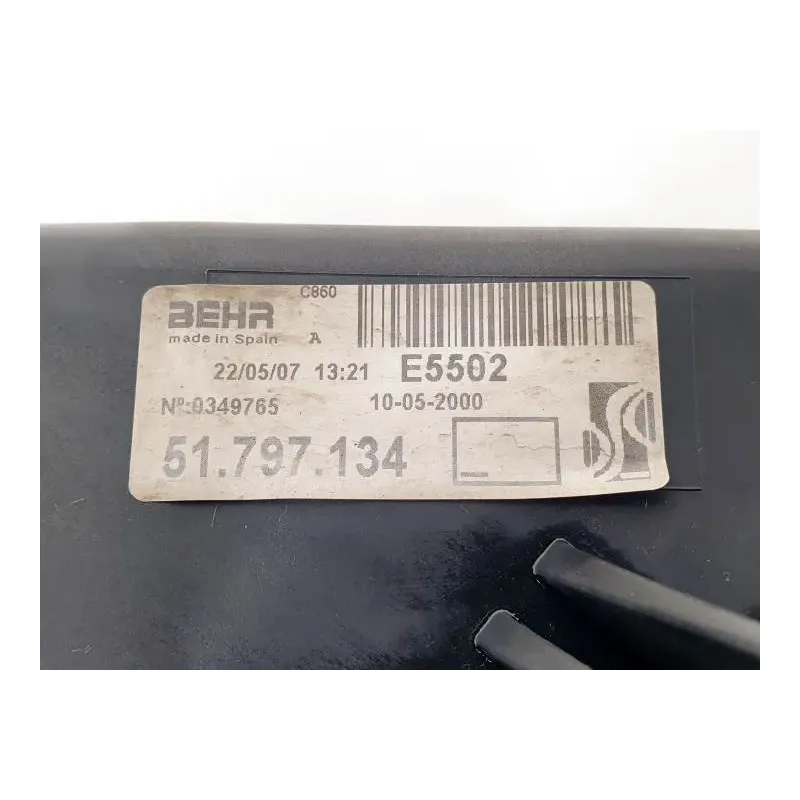 C860
BEHR
made in Spain A
22/05/07 13:21 E5502
Nº:0349765 10-05-2000
51.797.134